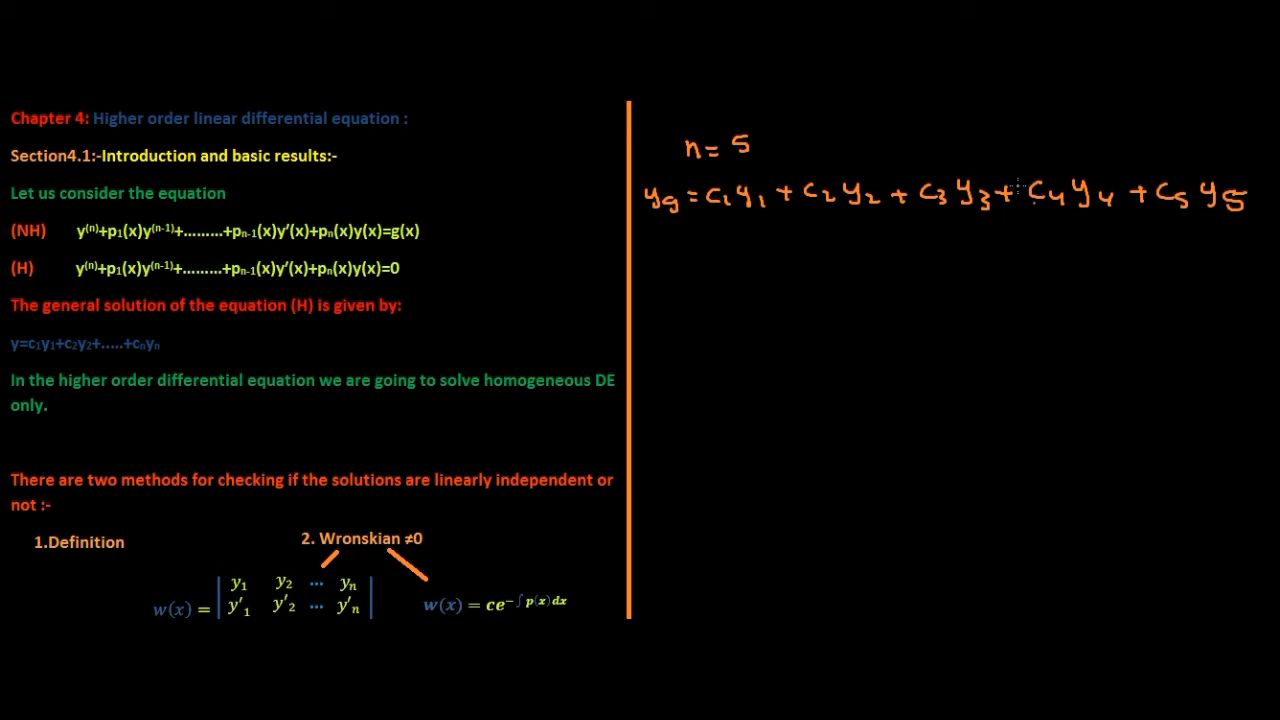 Chapter 4: Higher order linear differential equation :
Section4.1:-Introduction and basic results:-
Let us consider the equation
(NH) y⁽ⁿ⁾+p₁(x)y⁽ⁿ⁻¹⁾+………+pₙ₋₁(x)y′(x)+pₙ(x)y(x)=g(x)
(H) y⁽ⁿ⁾+p₁(x)y⁽ⁿ⁻¹⁾+………+pₙ₋₁(x)y′(x)+pₙ(x)y(x)=0
The general solution of the equation (H) is given by:
y=c₁y₁+c₂y₂+…..+cₙyₙ
In the higher order differential equation we are going to solve homogeneous DE
only.
There are two methods for checking if the solutions are linearly independent or
not :-
1.Definition 2. Wronskian ≠0
y₁ y₂ ⋯ yₙ
w(x) = | y′₁ y′₂ ⋯ y′ₙ | w(x) = ce^(−∫p(x)dx)
n = 5
yg = c₁y₁ + c₂y₂ + c₃y₃ + c₄y₄ + c₅y₅